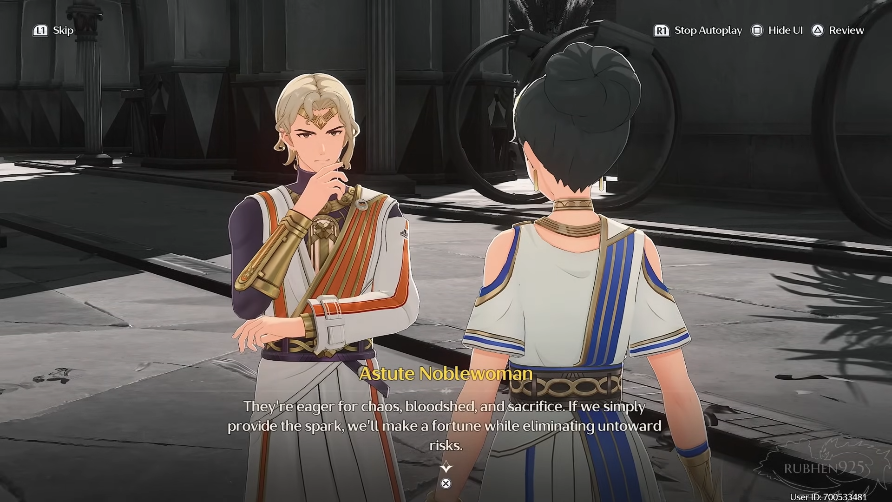 L1 Skip
R1 Stop Autoplay Hide UI Review
Astute Noblewoman
They're eager for chaos, bloodshed, and sacrifice. If we simply
provide the spark, we'll make a fortune while eliminating untoward
risks.
RUBHEN925
User ID: 700533481